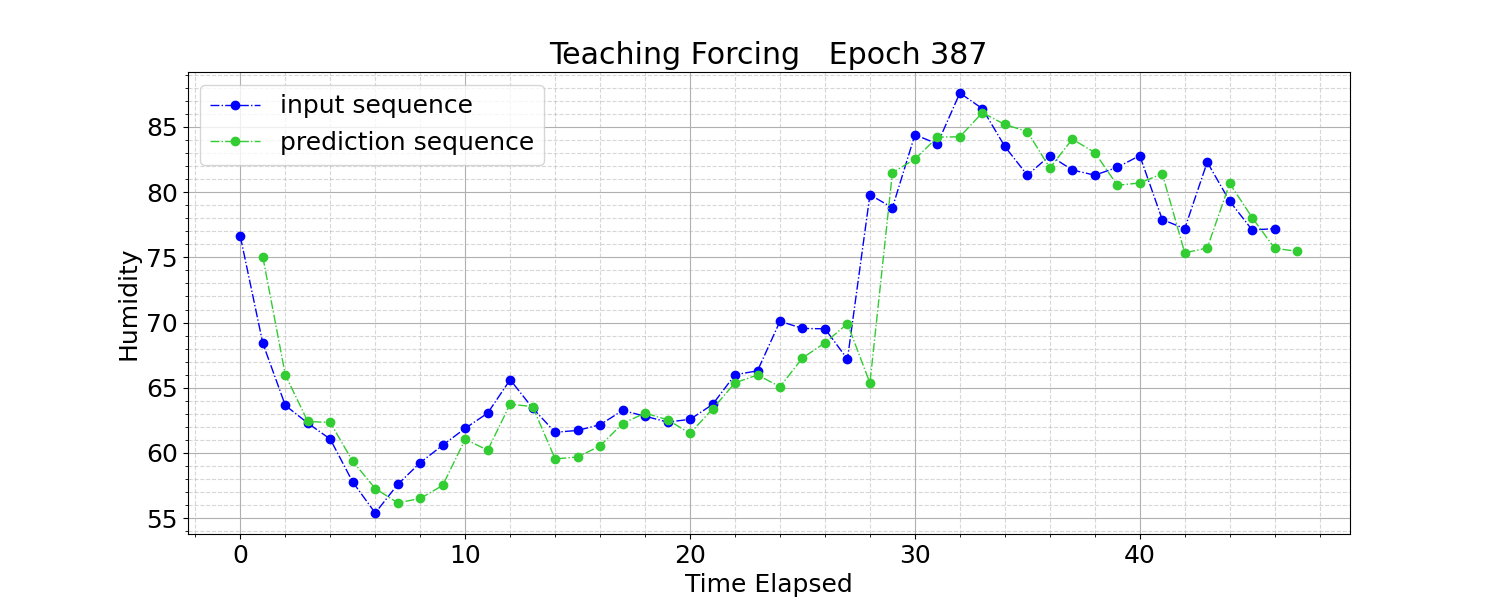 Teaching Forcing   Epoch 387
input sequence
prediction sequence
Humidity
85
80
75
70
65
60
55
0 10 20 30 40
Time Elapsed